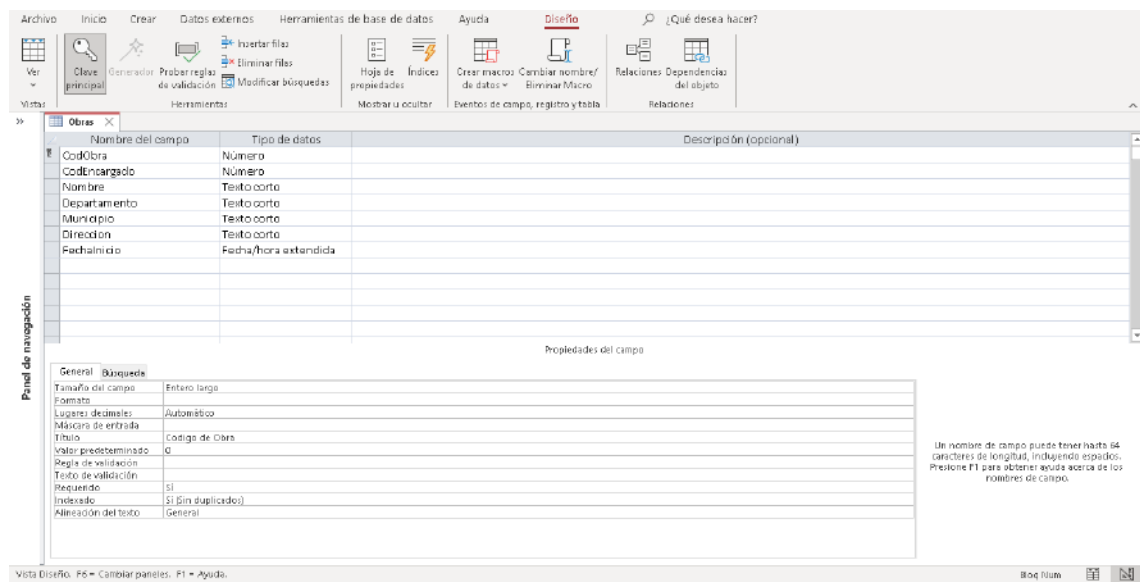 Archivo Inicio Crear Datos externos Herramientas de base de datos Ayuda Diseño ¿Qué desea hacer?
Ver
Clave principal
Generador
Probar reglas de validación
Insertar filas
Eliminar filas
Modificar búsquedas
Hoja de propiedades
Índices
Crear macros de datos
Cambiar nombre/ Eliminar Macro
Relaciones
Dependencias del objeto
Vistas Herramientas Mostrar u ocultar Eventos de campo, registro y tabla Relaciones
Obras
Nombre del campo Tipo de datos Descripción (opcional)
CodObra Número
CodEncargado Número
Nombre Texto corto
Departamento Texto corto
Municipio Texto corto
Direccion Texto corto
FechaInicio Fecha/hora extendida
Panel de navegación
Propiedades del campo
General Búsqueda
Tamaño del campo Entero largo
Formato
Lugares decimales Automático
Máscara de entrada
Título Codigo de Obra
Valor predeterminado 0
Regla de validación
Texto de validación
Requerido Sí
Indexado Sí (Sin duplicados)
Alineación del texto General
Un nombre de campo puede tener hasta 64
caracteres de longitud, incluyendo espacios.
Presione F1 para obtener ayuda acerca de los
nombres de campo.
Vista Diseño. F6 = Cambiar paneles. F1 = Ayuda. Bloq Num